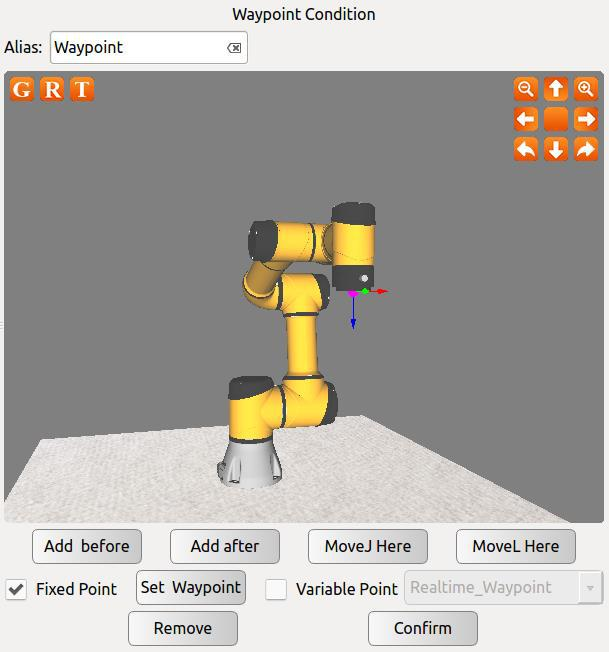 Waypoint Condition
Alias: Waypoint
G R T
Add before Add after MoveJ Here MoveL Here
Fixed Point Set Waypoint Variable Point Realtime_Waypoint
Remove Confirm